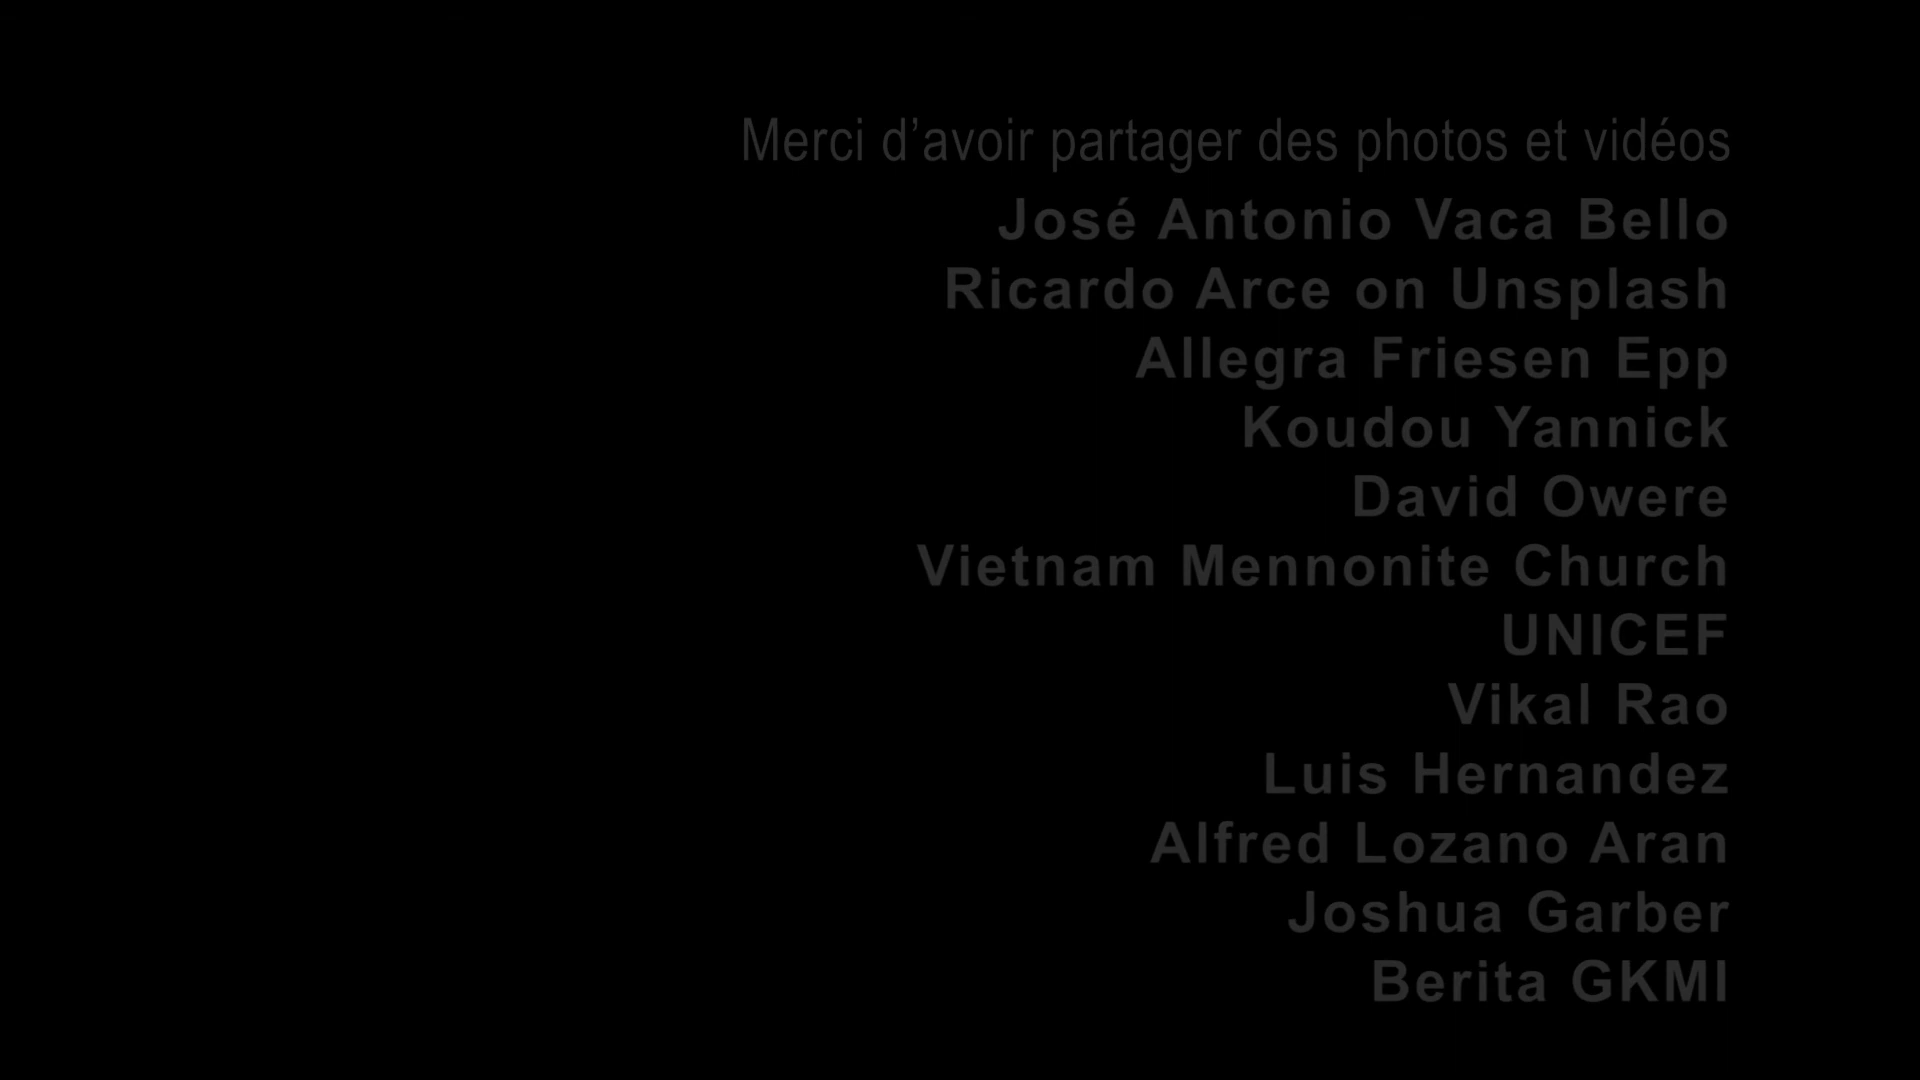 Merci d’avoir partager des photos et vidéos
José Antonio Vaca Bello
Ricardo Arce on Unsplash
Allegra Friesen Epp
Koudou Yannick
David Owere
Vietnam Mennonite Church
UNICEF
Vikal Rao
Luis Hernandez
Alfred Lozano Aran
Joshua Garber
Berita GKMI